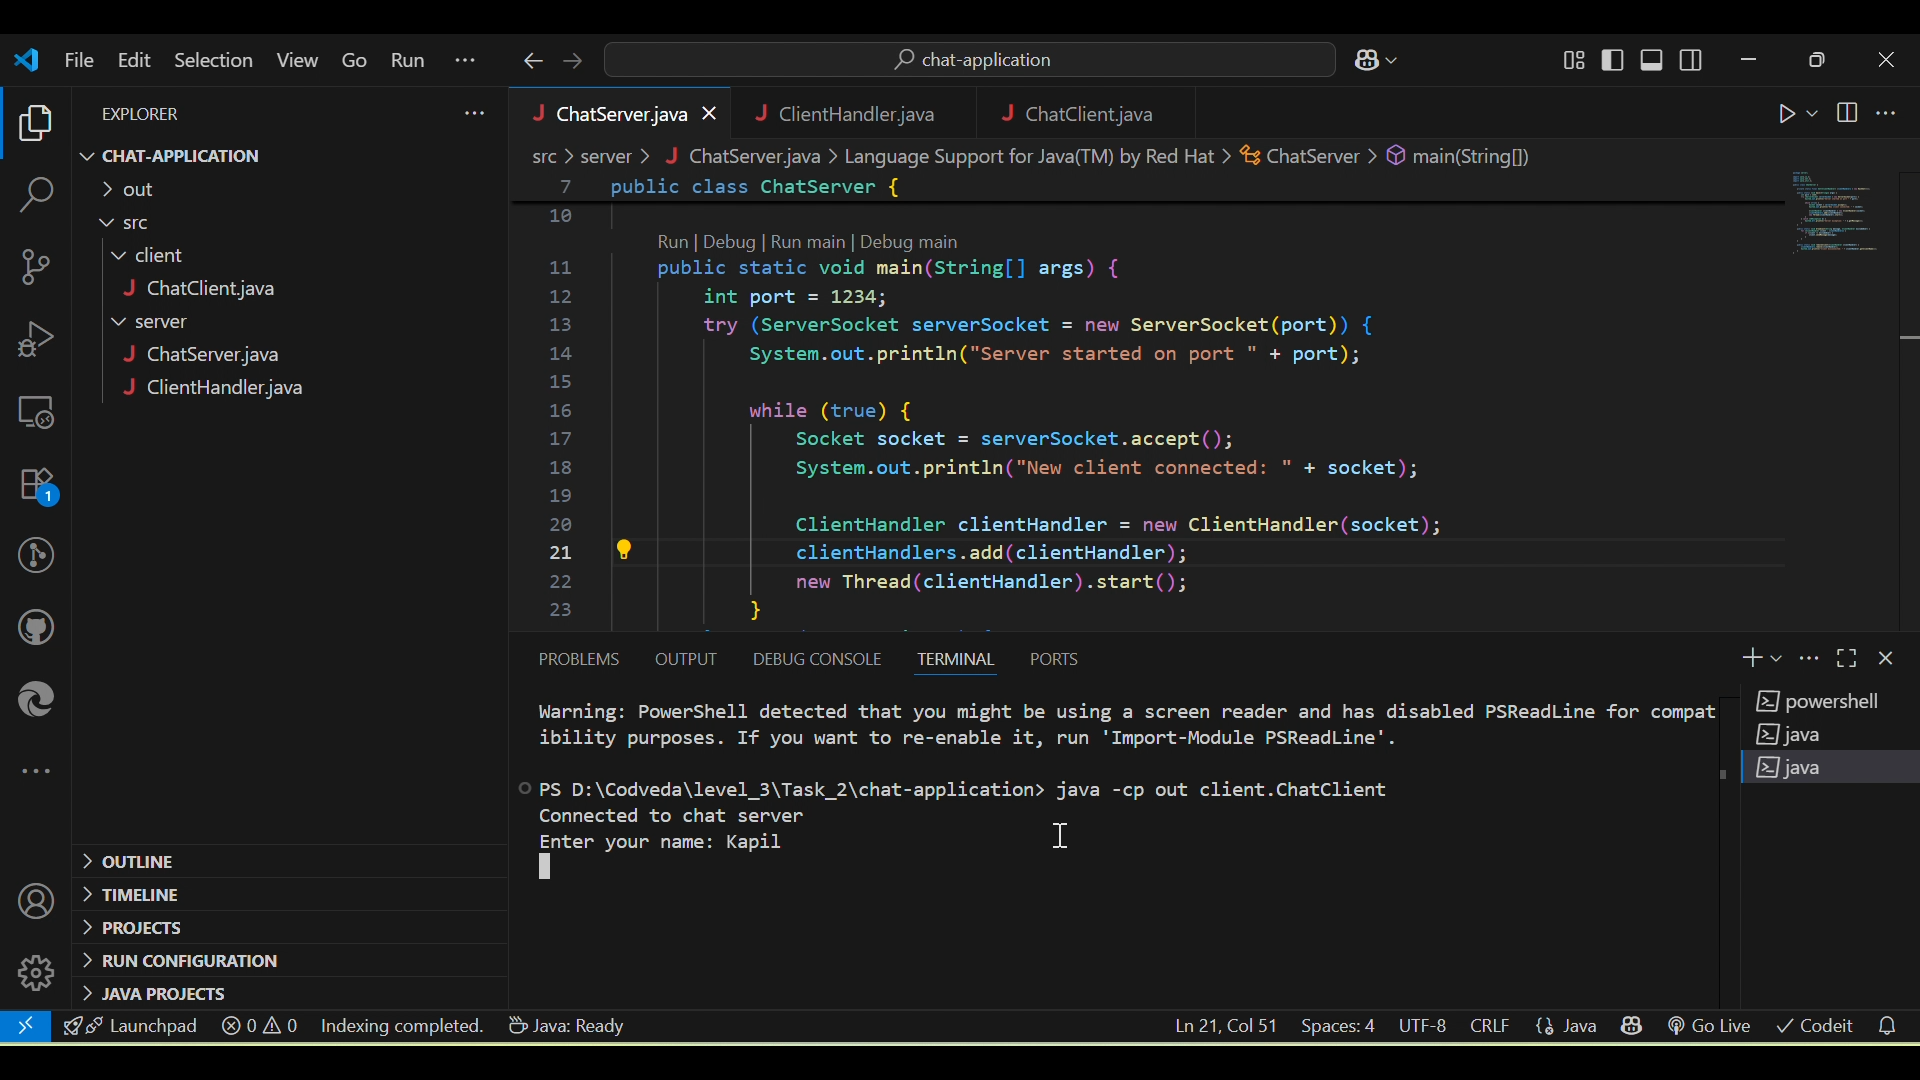 File Edit Selection View Go Run ··· chat-application
EXPLORER ···
CHAT-APPLICATION
out
src
client
ChatClient.java
server
ChatServer.java
ClientHandler.java
OUTLINE
TIMELINE
PROJECTS
RUN CONFIGURATION
JAVA PROJECTS
1
J ChatServer.java J ClientHandler.java J ChatClient.java
src > server > J ChatServer.java > Language Support for Java(TM) by Red Hat > ChatServer > main(String[])
7 public class ChatServer {
10
Run | Debug | Run main | Debug main
11 public static void main(String[] args) {
12 int port = 1234;
13 try (ServerSocket serverSocket = new ServerSocket(port)) {
14 System.out.println("Server started on port " + port);
15
16 while (true) {
17 Socket socket = serverSocket.accept();
18 System.out.println("New client connected: " + socket);
19
20 ClientHandler clientHandler = new ClientHandler(socket);
21 clientHandlers.add(clientHandler);
22 new Thread(clientHandler).start();
23 }
PROBLEMS OUTPUT DEBUG CONSOLE TERMINAL PORTS
Warning: PowerShell detected that you might be using a screen reader and has disabled PSReadLine for compat
ibility purposes. If you want to re-enable it, run 'Import-Module PSReadLine'.
PS D:\Codveda\level_3\Task_2\chat-application> java -cp out client.ChatClient
Connected to chat server
Enter your name: Kapil
powershell
java
java
Launchpad 0 0 Indexing completed. Java: Ready Ln 21, Col 51 Spaces: 4 UTF-8 CRLF {} Java Go Live Codeit